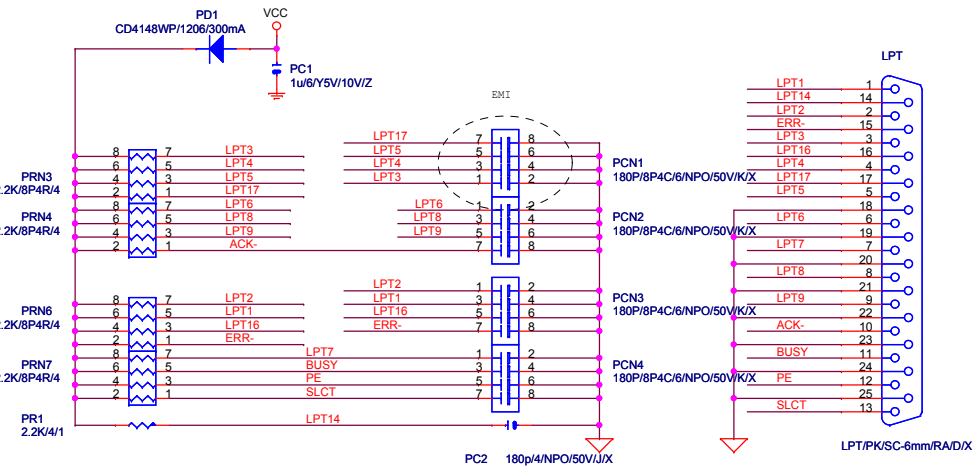 PD1
VCC
CD4148WP/1206/300mA
PC1
1u/6/Y5V/10V/Z
EMI
PRN3
2.2K/8P4R/4
8 7 LPT3
6 5 LPT4
4 3 LPT5
2 1 LPT17
PRN4
2.2K/8P4R/4
8 7 LPT6
6 5 LPT8
4 3 LPT9
2 1 ACK-
PRN6
2.2K/8P4R/4
8 7 LPT2
6 5 LPT1
4 3 LPT16
2 1 ERR-
PRN7
2.2K/8P4R/4
8 7 LPT7
6 5 BUSY
4 3 PE
2 1 SLCT
PR1
2.2K/4/1
LPT14
LPT17 7 8
LPT5 5 6
LPT4 3 4
LPT3 1 2
PCN1
180P/8P4C/6/NPO/50V/K/X
LPT6 1 2
LPT8 3 4
LPT9 5 6
7 8
PCN2
180P/8P4C/6/NPO/50V/K/X
LPT2 1 2
LPT1 3 4
LPT16 5 6
ERR- 7 8
PCN3
180P/8P4C/6/NPO/50V/K/X
1 2
3 4
5 6
7 8
PCN4
180P/8P4C/6/NPO/50V/K/X
PC2
180p/4/NPO/50V/J/X
LPT
LPT1 1
LPT14 14
LPT2 2
ERR- 15
LPT3 3
LPT16 16
LPT4 4
LPT17 17
LPT5 5
18
LPT6 6
19
LPT7 7
20
LPT8 8
21
LPT9 9
22
ACK- 10
23
BUSY 11
24
PE 12
25
SLCT 13
LPT/PK/SC-6mm/RA/D/X